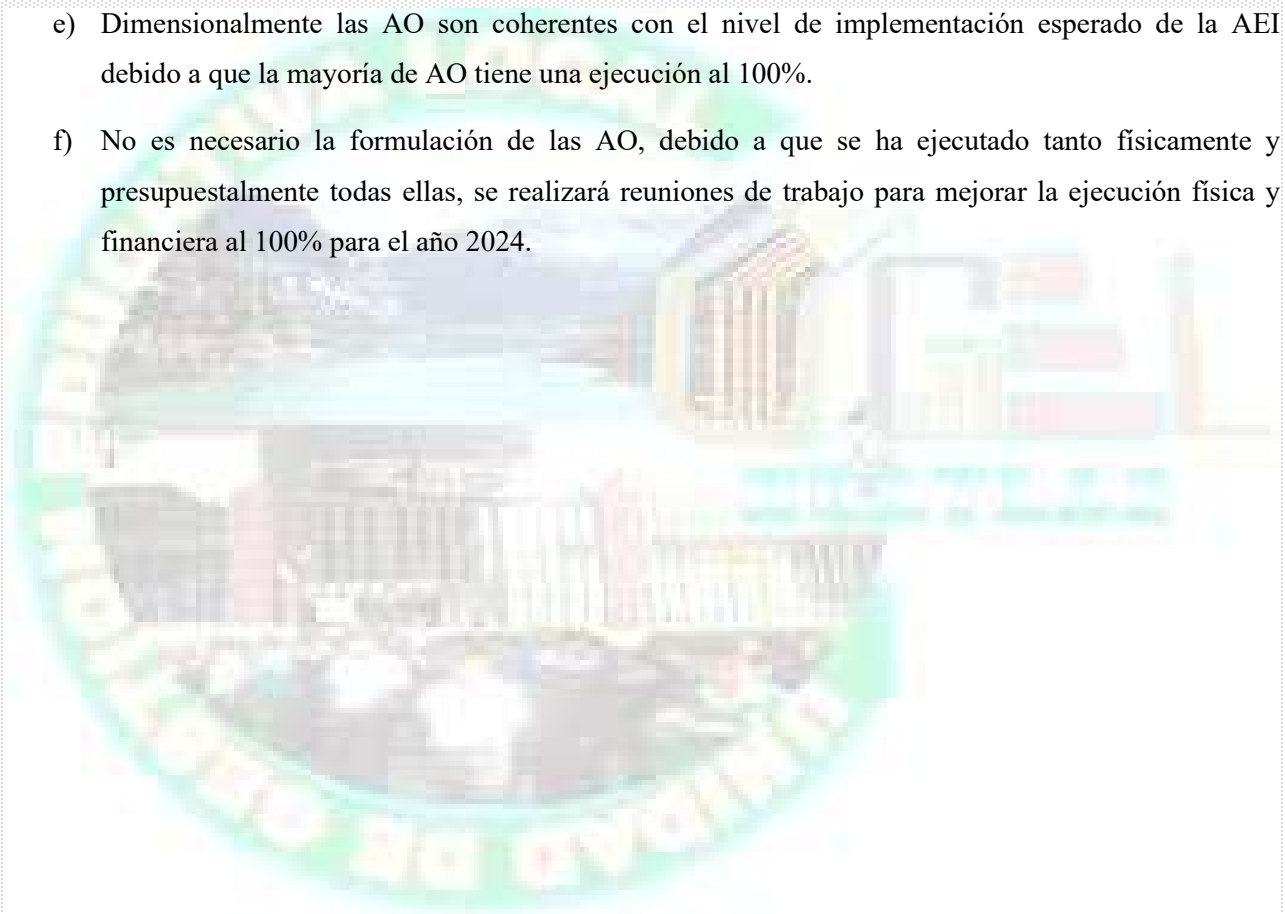 e) Dimensionalmente las AO son coherentes con el nivel de implementación esperado de la AEI
debido a que la mayoría de AO tiene una ejecución al 100%.
f) No es necesario la formulación de las AO, debido a que se ha ejecutado tanto físicamente y
presupuestalmente todas ellas, se realizará reuniones de trabajo para mejorar la ejecución física y
financiera al 100% para el año 2024.